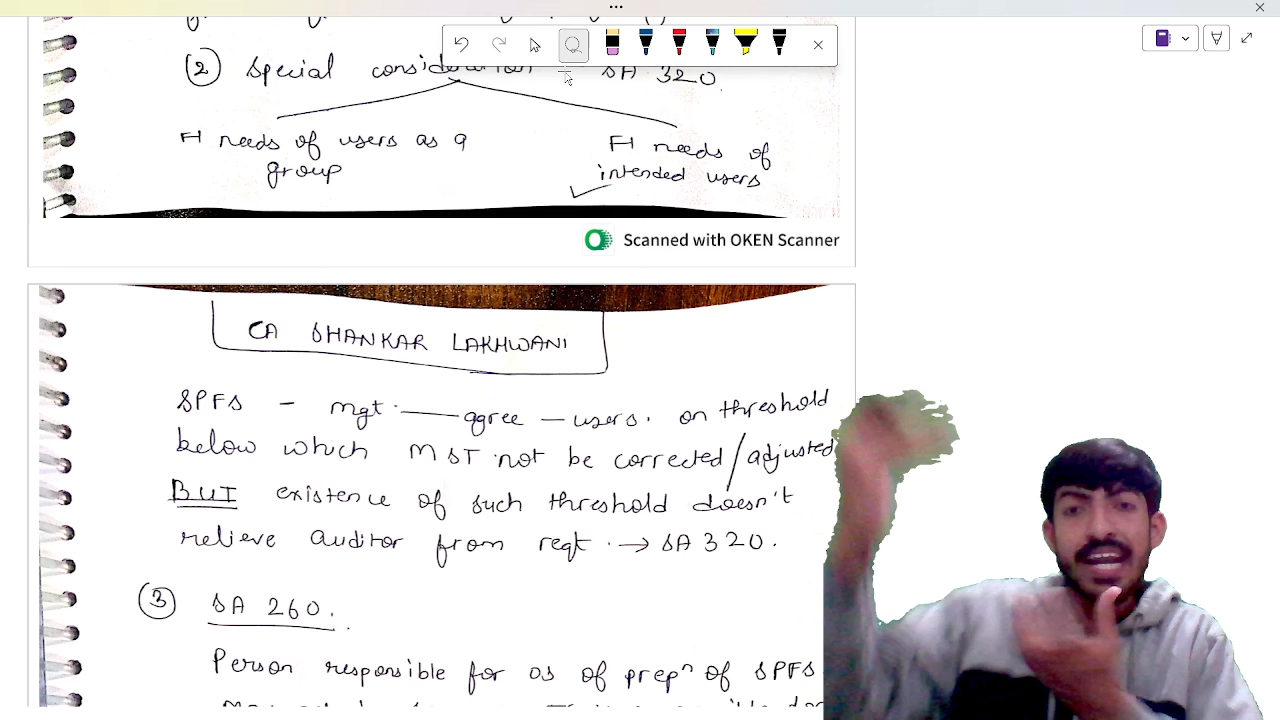 ② Special consideration - SA 320.
FI needs of users as a group
FI needs of intended users
Scanned with OKEN Scanner
CA SHANKAR LAKHWANI
SPFS - mgt. — agree — users. on threshold
below which MST not be corrected/adjusted
BUT existence of such threshold doesn't
relieve auditor from reqt. → SA 320.
③ SA 260.
Person responsible for os of prepⁿ of SPFS